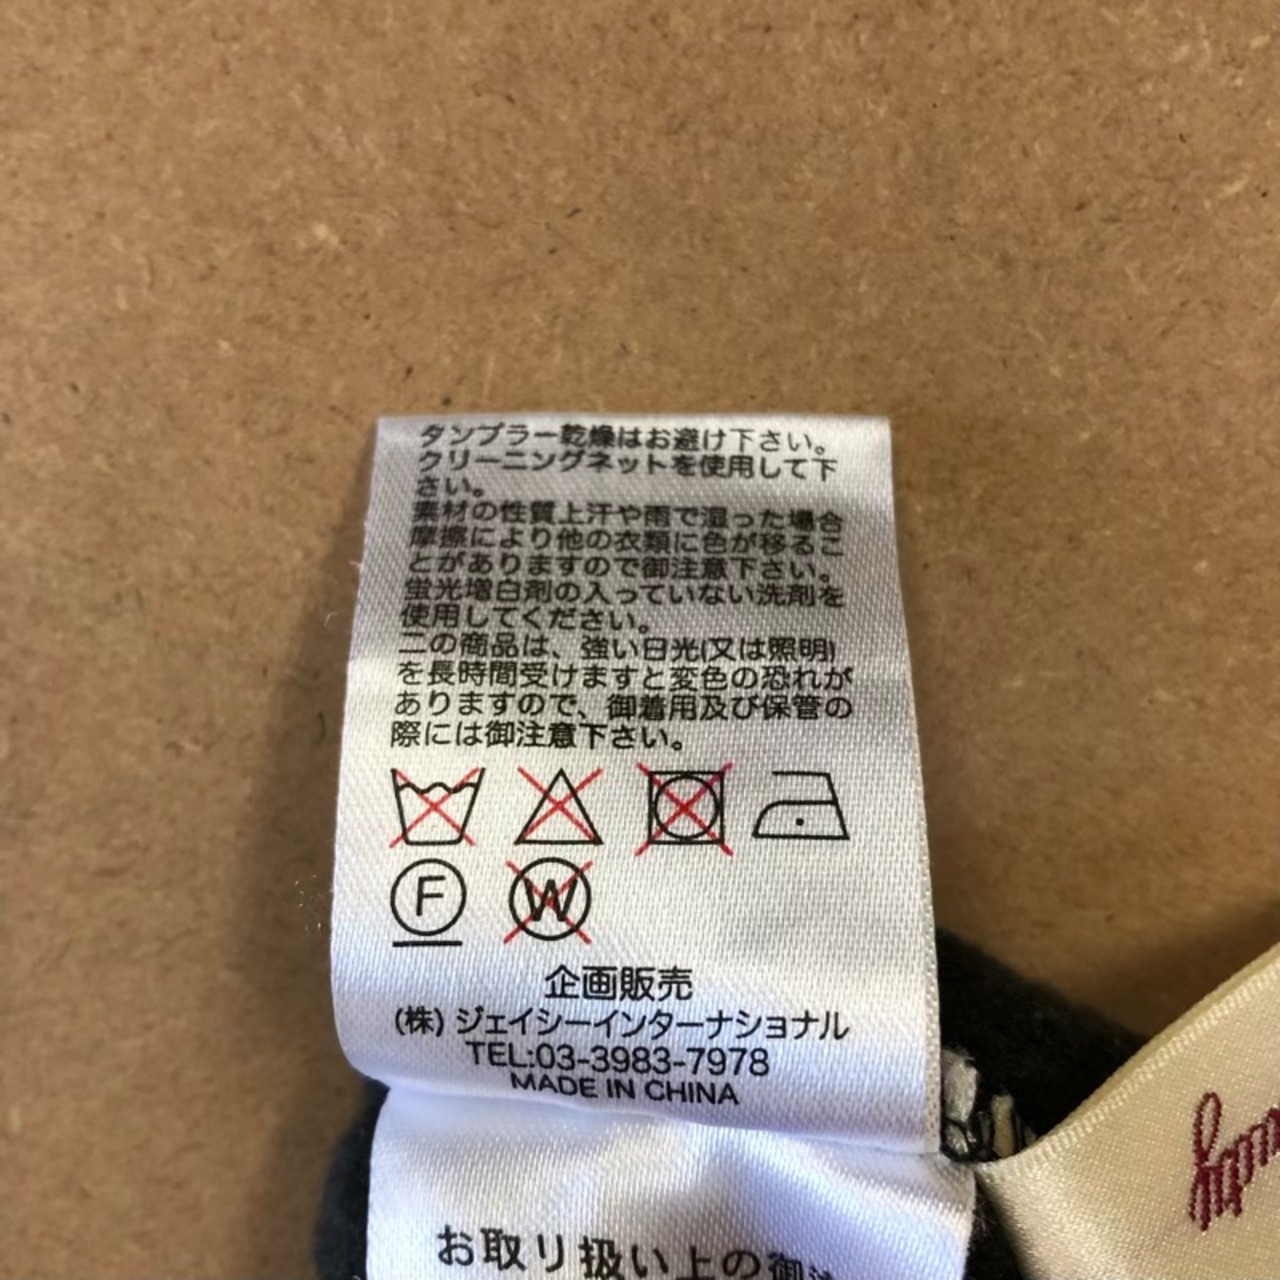 タンブラー乾燥はお避け下さい。
クリーニングネットを使用して下
さい。
素材の性質上汗や雨で湿った場合
摩擦により他の衣類に色が移るこ
とがありますので御注意下さい。
蛍光増白剤の入っていない洗剤を
使用してください。
二の商品は、強い日光(又は照明)
を長時間受けますと変色の恐れが
ありますので、御着用及び保管の
際には御注意下さい。
F
W
企画販売
(株) ジェイシーインターナショナル
TEL:03-3983-7978
MADE IN CHINA
お取り扱い上の御注